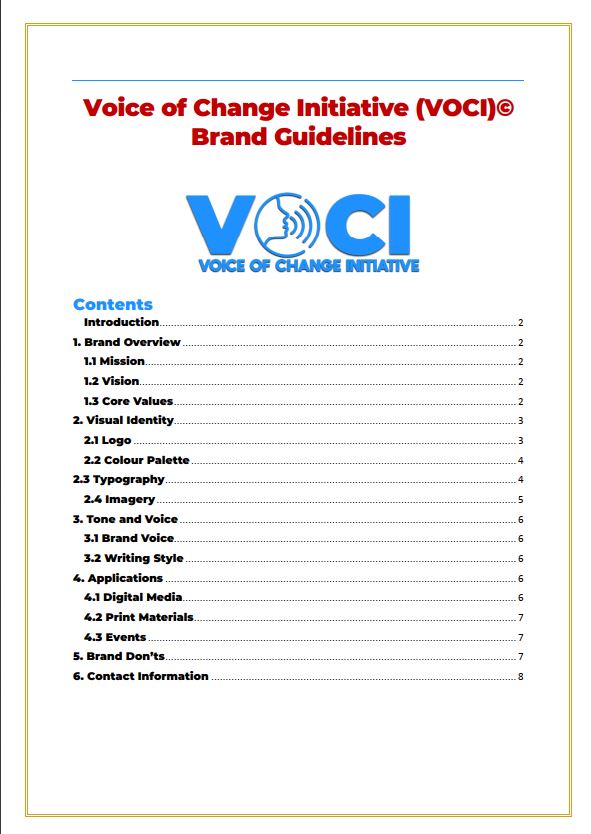 Voice of Change Initiative (VOCI)©
Brand Guidelines
VOCI
VOICE OF CHANGE INITIATIVE
Contents
Introduction 2
1. Brand Overview 2
1.1 Mission 2
1.2 Vision 2
1.3 Core Values 2
2. Visual Identity 3
2.1 Logo 3
2.2 Colour Palette 4
2.3 Typography 4
2.4 Imagery 5
3. Tone and Voice 6
3.1 Brand Voice 6
3.2 Writing Style 6
4. Applications 6
4.1 Digital Media 6
4.2 Print Materials 7
4.3 Events 7
5. Brand Don’ts 7
6. Contact Information 8